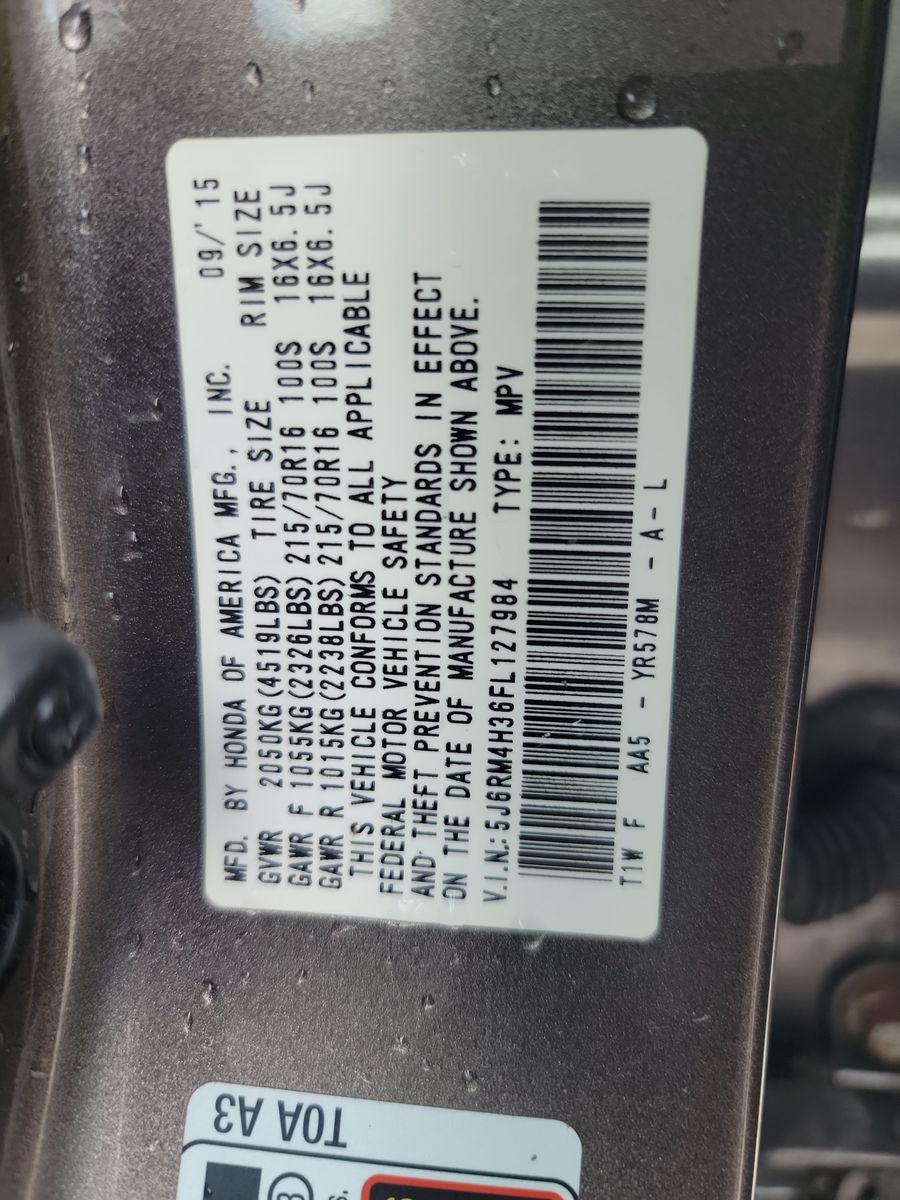 MFD. BY HONDA OF AMERICA MFG., INC. 09/'15
GVWR 2050KG(4519LBS) TIRE SIZE RIM SIZE
GAWR F 1055KG(2326LBS) 215/70R16 100S 16X6.5J
GAWR R 1015KG(2238LBS) 215/70R16 100S 16X6.5J
THIS VEHICLE CONFORMS TO ALL APPLICABLE
FEDERAL MOTOR VEHICLE SAFETY
AND THEFT PREVENTION STANDARDS IN EFFECT
ON THE DATE OF MANUFACTURE SHOWN ABOVE.
V.I.N.:5J6RM4H36FL127984 TYPE: MPV
T1W F AA5 - YR578M - A - L
T0A A3